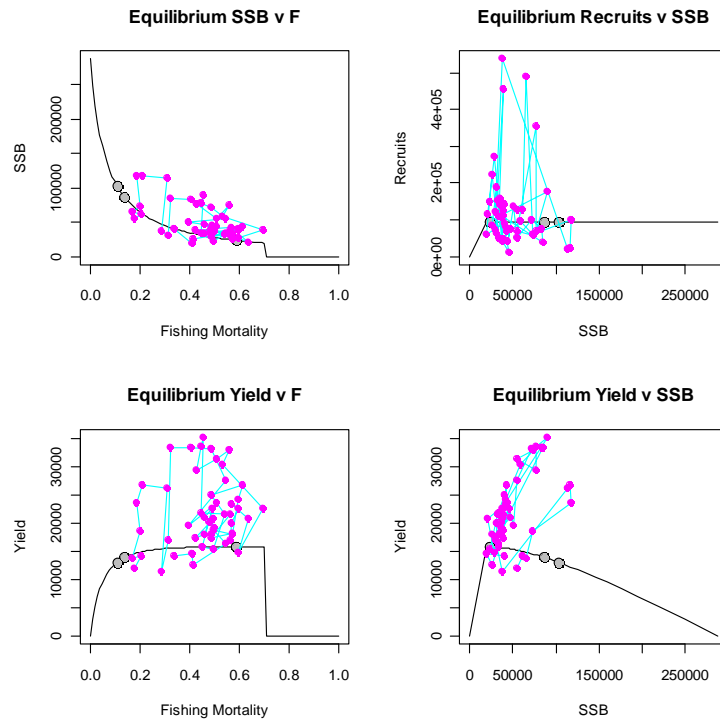 Equilibrium SSB v F
SSB
0
100000
200000
0.0 0.2 0.4 0.6 0.8 1.0
Fishing Mortality
Equilibrium Recruits v SSB
Recruits
0e+00
2e+05
4e+05
0 50000 150000 250000
SSB
Equilibrium Yield v F
Yield
0
10000
20000
30000
0.0 0.2 0.4 0.6 0.8 1.0
Fishing Mortality
Equilibrium Yield v SSB
Yield
0
10000
20000
30000
0 50000 150000 250000
SSB